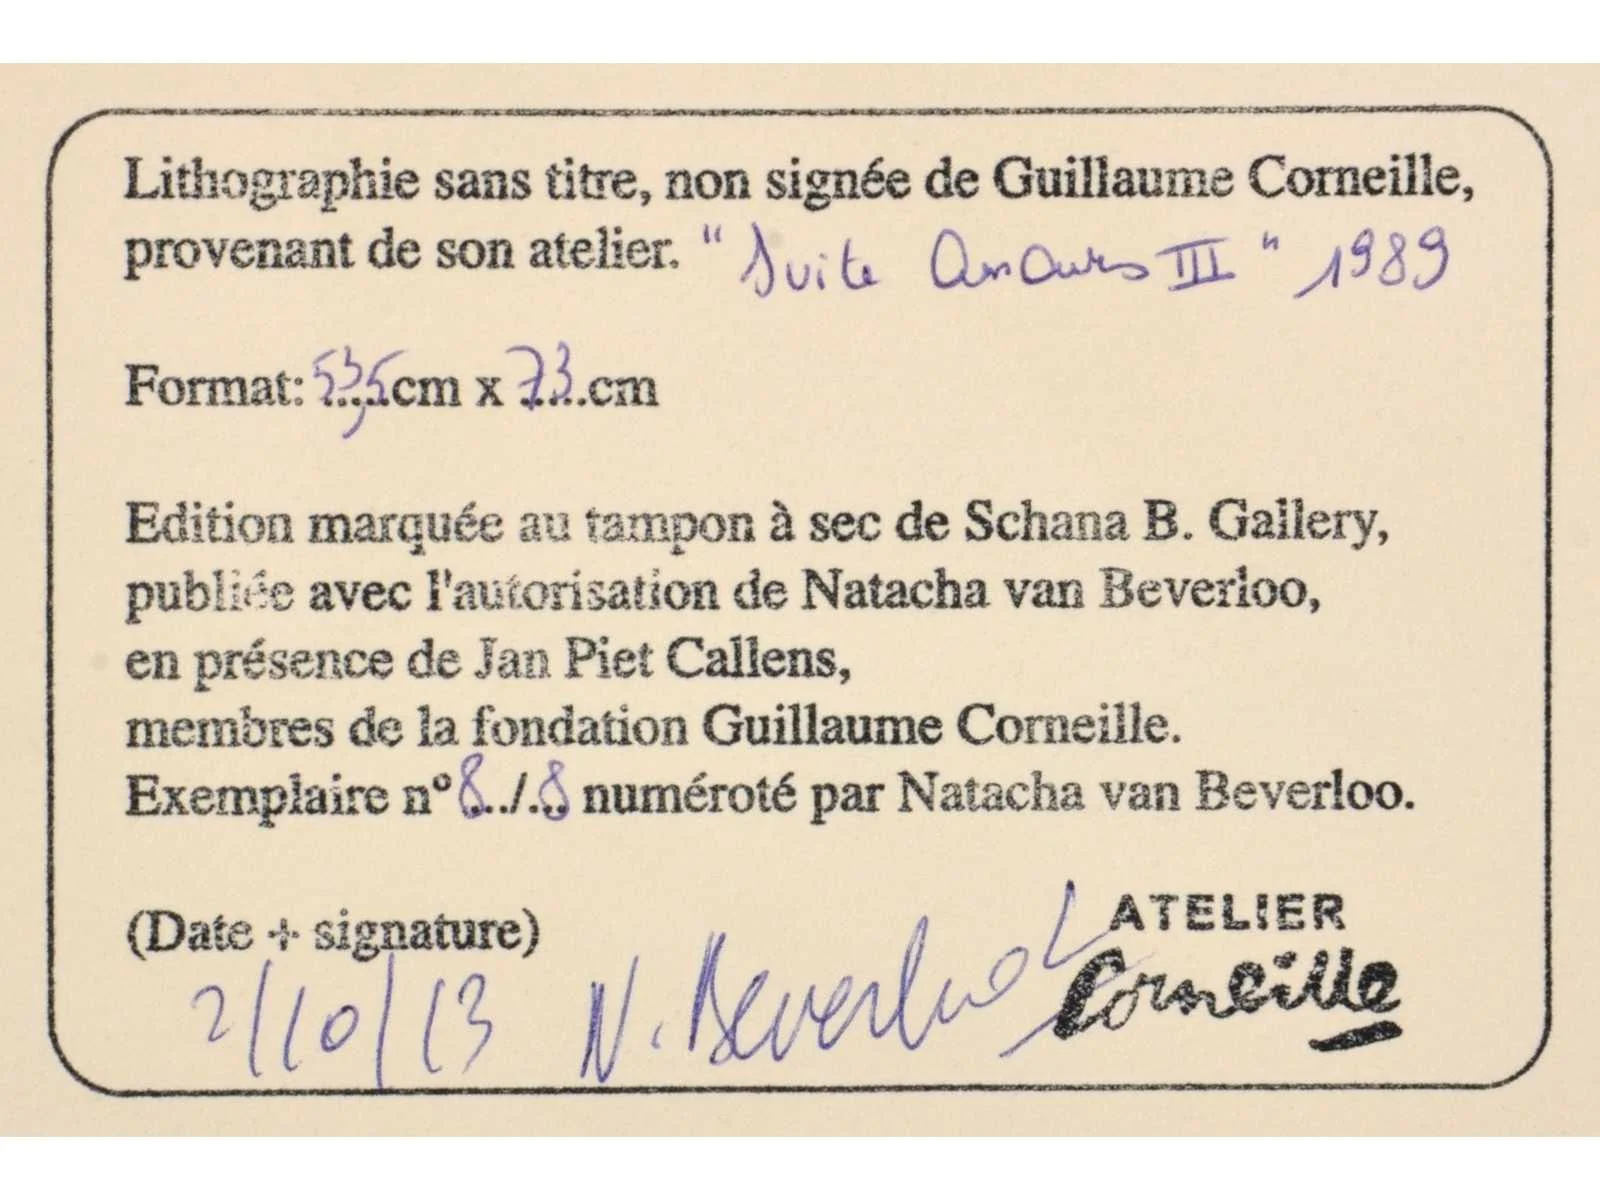 Lithographie sans titre, non signée de Guillaume Corneille,
provenant de son atelier. "Suite Amours III" 1989
Format: 53,5cm x 73.cm
Edition marquée au tampon à sec de Schana B. Gallery,
publiée avec l'autorisation de Natacha van Beverloo,
en présence de Jan Piet Callens,
membres de la fondation Guillaume Corneille.
Exemplaire n° 8../.8 numéroté par Natacha van Beverloo.
(Date + signature)
2/10/13 N. Beverloo
ATELIER
Corneille